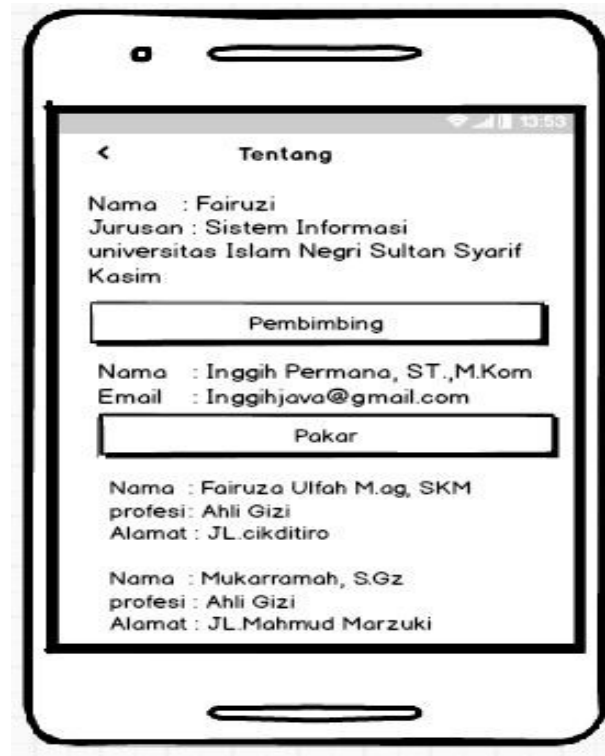 13:53
< Tentang
Nama : Fairuzi
Jurusan : Sistem Informasi
universitas Islam Negri Sultan Syarif
Kasim
Pembimbing
Nama : Inggih Permana, ST.,M.Kom
Email : Inggihjava@gmail.com
Pakar
Nama : Fairuza Ulfah M.ag, SKM
profesi: Ahli Gizi
Alamat : JL.cikditiro
Nama : Mukarramah, S.Gz
profesi : Ahli Gizi
Alamat : JL.Mahmud Marzuki